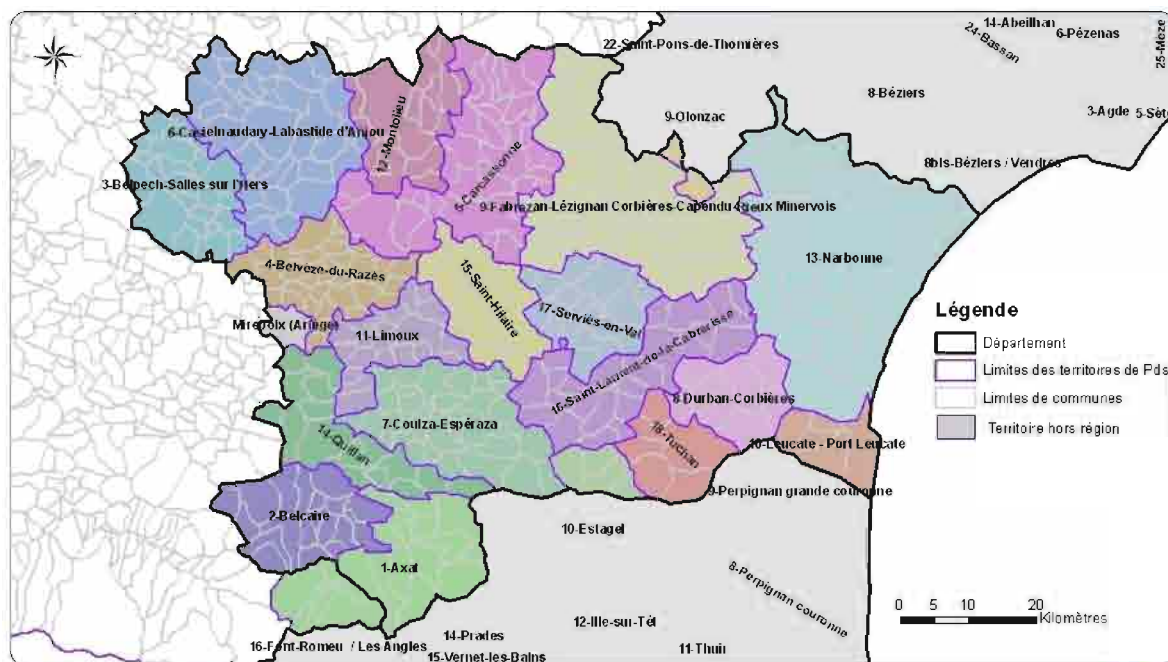 14-Abeilhan
22-Saint-Pons-de-Thomières
24-Bassan
6-Pézenas
25-Mèze
8-Béziers
3-Agde
5-Sète
9-Olonzac
6-Castelnaudary-Labastide d'Anjou
12-Montolieu
8bis-Béziers / Vendres
3-Belpech-Salles sur l'Hers
5-Carcassonne
9-Fabrezan-Lézignan Corbières-Capendu-Rieux Minervois
13-Narbonne
4-Belvèze-du-Razès
15-Saint-Hilaire
17-Serviès-en-Val
Mirepoix (Ariège)
11-Limoux
16-Saint-Laurent-de-la-Cabrerisse
8-Durban-Corbières
7-Couiza-Espéraza
14-Quillan
18-Tuchan
10-Leucate - Port Leucate
9-Perpignan grande couronne
2-Belcaire
10-Estagel
1-Axat
8-Perpignan couronne
12-Ille-sur-Têt
14-Prades
11-Thuir
16-Font-Romeu / Les Angles
15-Vernet-les-Bains
Légende
Département
Limites des territoires de Pds
Limites de communes
Territoire hors région
0 5 10 20
Kilomètres